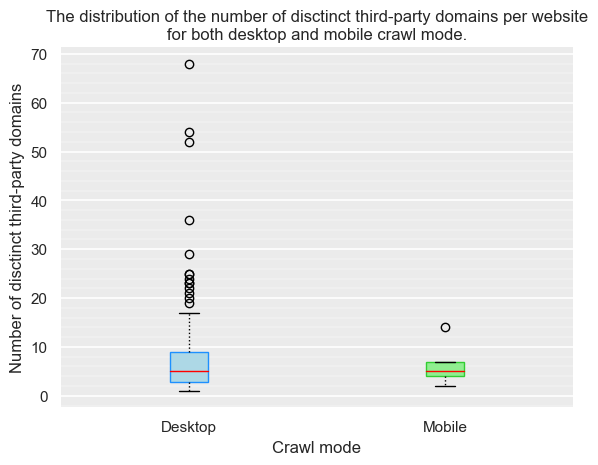 The distribution of the number of disctinct third-party domains per website
for both desktop and mobile crawl mode.
Number of disctinct third-party domains
70
60
50
40
30
20
10
0
Desktop
Mobile
Crawl mode